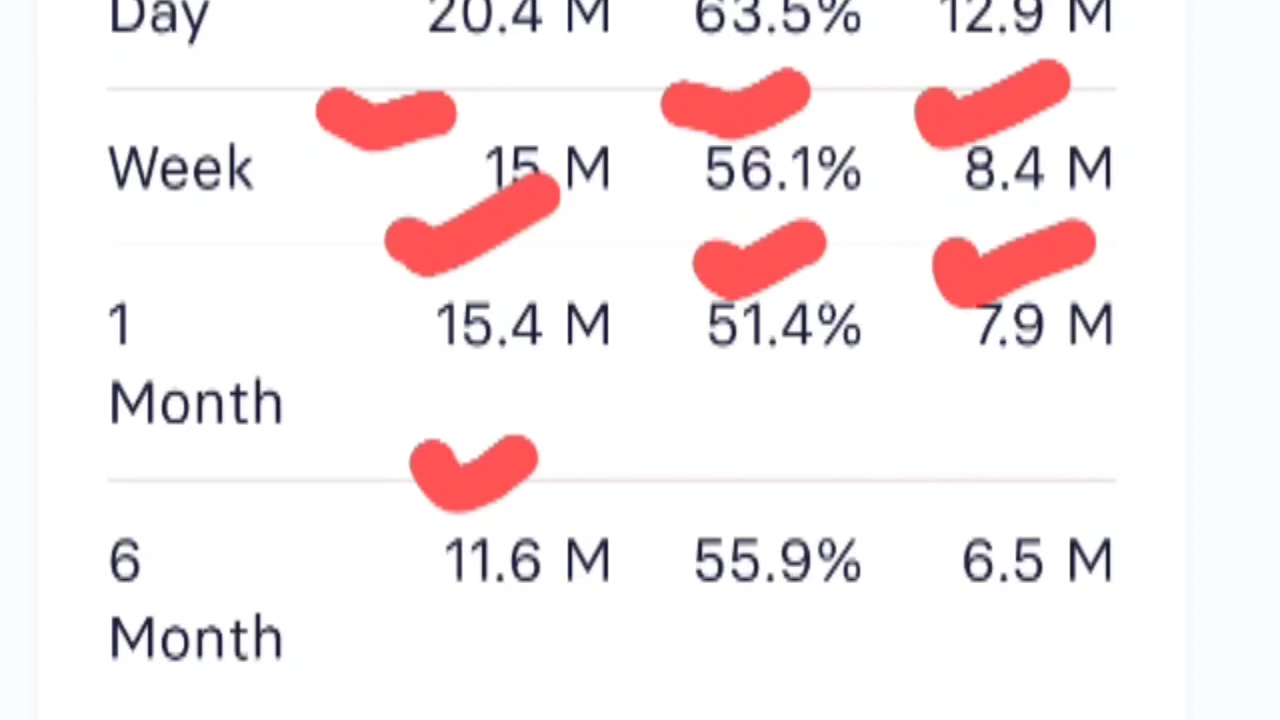 Day 20.4 M 63.5% 12.9 M
Week 15 M 56.1% 8.4 M
1 15.4 M 51.4% 7.9 M
Month
6 11.6 M 55.9% 6.5 M
Month